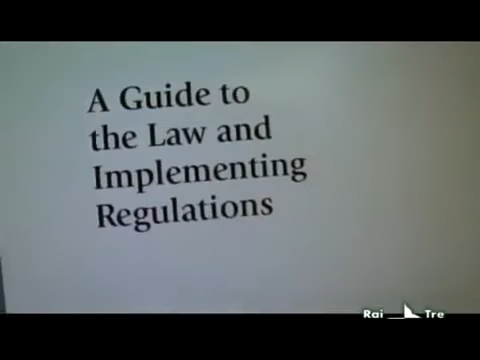 A Guide to
the Law and
Implementing
Regulations
Rai Tre